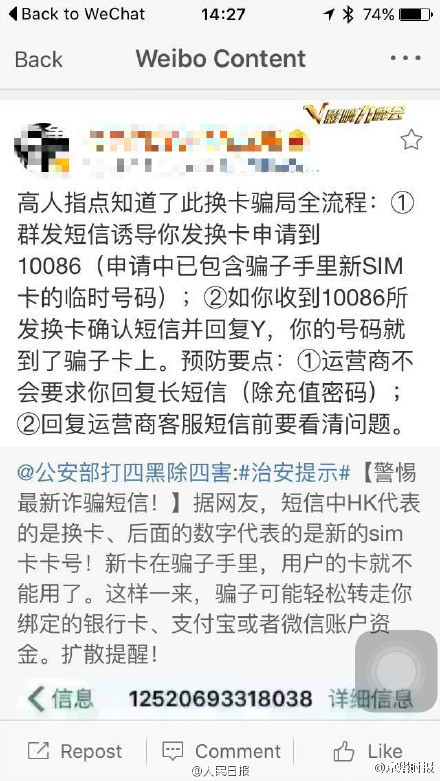 Back to WeChat 14:27 74%
Back Weibo Content
V影响力峰会
高人指点知道了此换卡骗局全流程：①
群发短信诱导你发换卡申请到
10086（申请中已包含骗子手里新SIM
卡的临时号码）；②如你收到10086所
发换卡确认短信并回复Y，你的号码就
到了骗子卡上。预防要点：①运营商不
会要求你回复长短信（除充值密码）；
②回复运营商客服短信前要看清问题。
@公安部打四黑除四害:#治安提示#【警惕
最新诈骗短信！】据网友，短信中HK代表
的是换卡、后面的数字代表的是新的sim
卡卡号！新卡在骗子手里，用户的卡就不
能用了。这样一来，骗子可能轻松转走你
绑定的银行卡、支付宝或者微信账户资
金。扩散提醒！
信息 12520693318038 详细信息
Repost Comment Like
@人民日报